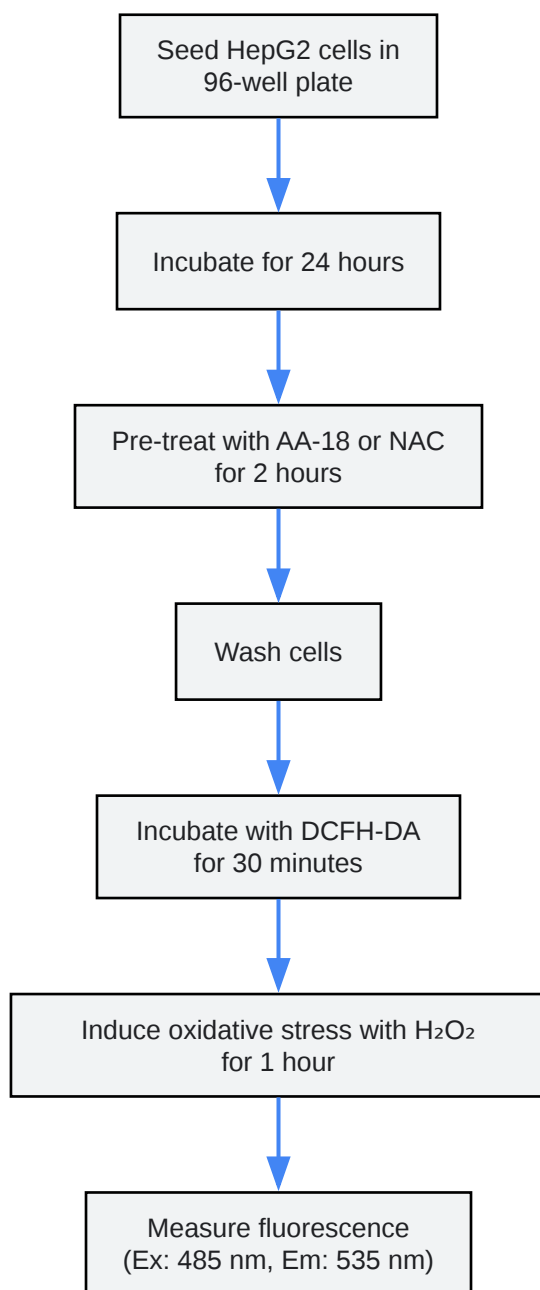 Seed HepG2 cells in
96-well plate
Incubate for 24 hours
Pre-treat with AA-18 or NAC
for 2 hours
Wash cells
Incubate with DCFH-DA
for 30 minutes
Induce oxidative stress with H₂O₂
for 1 hour
Measure fluorescence
(Ex: 485 nm, Em: 535 nm)